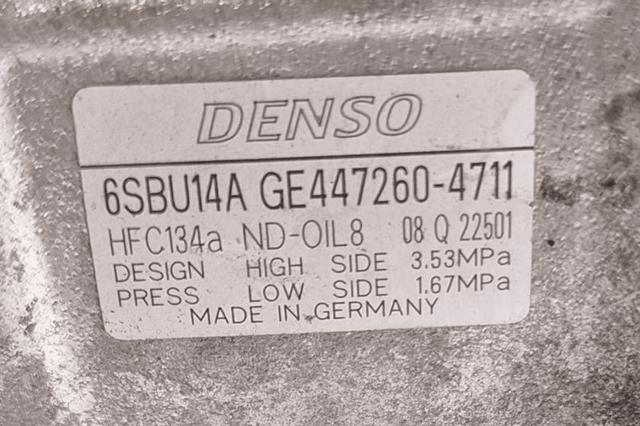 DENSO
6SBU14A GE447260-4711
HFC134a ND-OIL8 08 Q 22501
DESIGN HIGH SIDE 3.53MPa
PRESS LOW SIDE 1.67MPa
MADE IN GERMANY